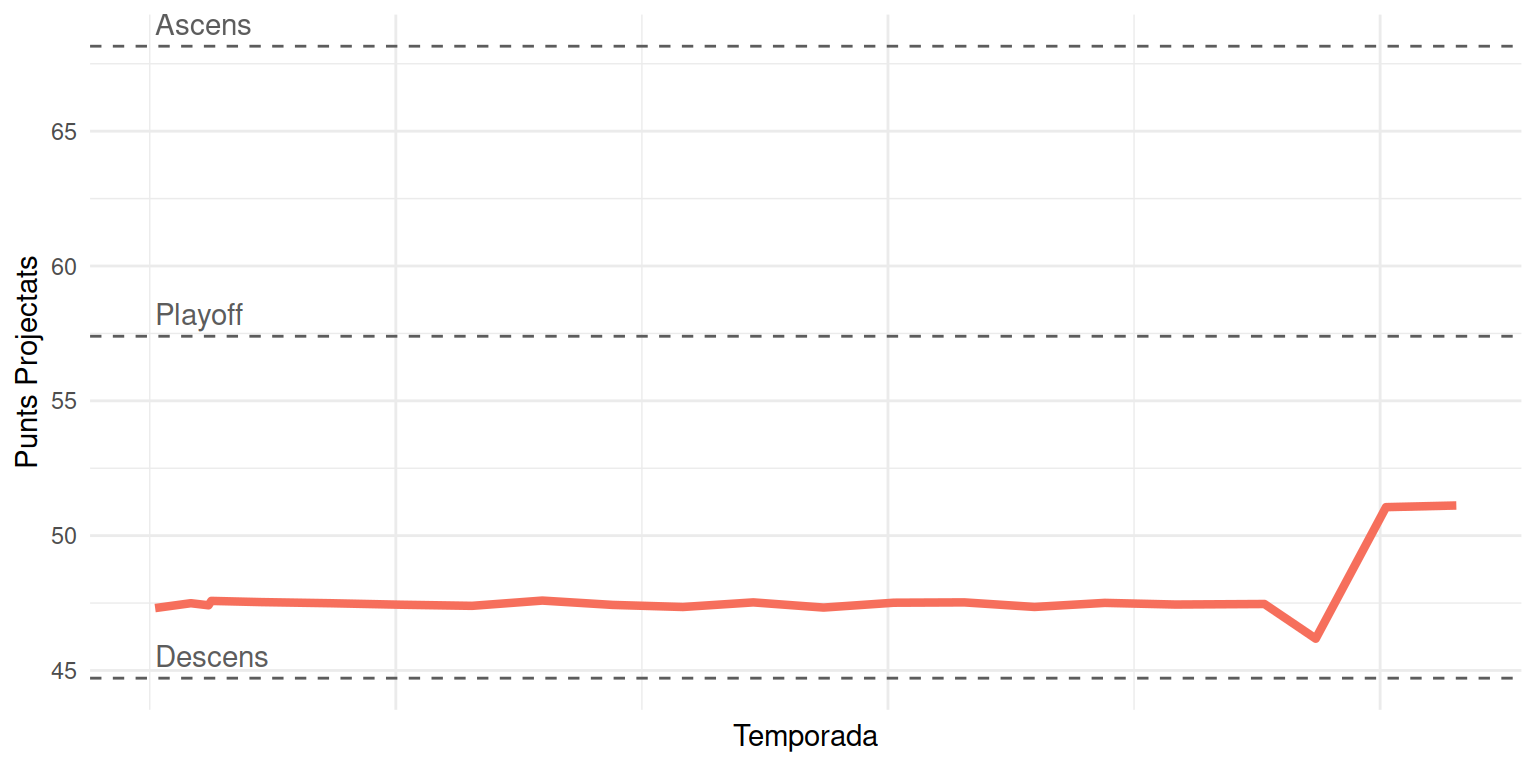 Ascens
65
60
Playoff
55
50
Descens
45
Punts Projectats
Temporada